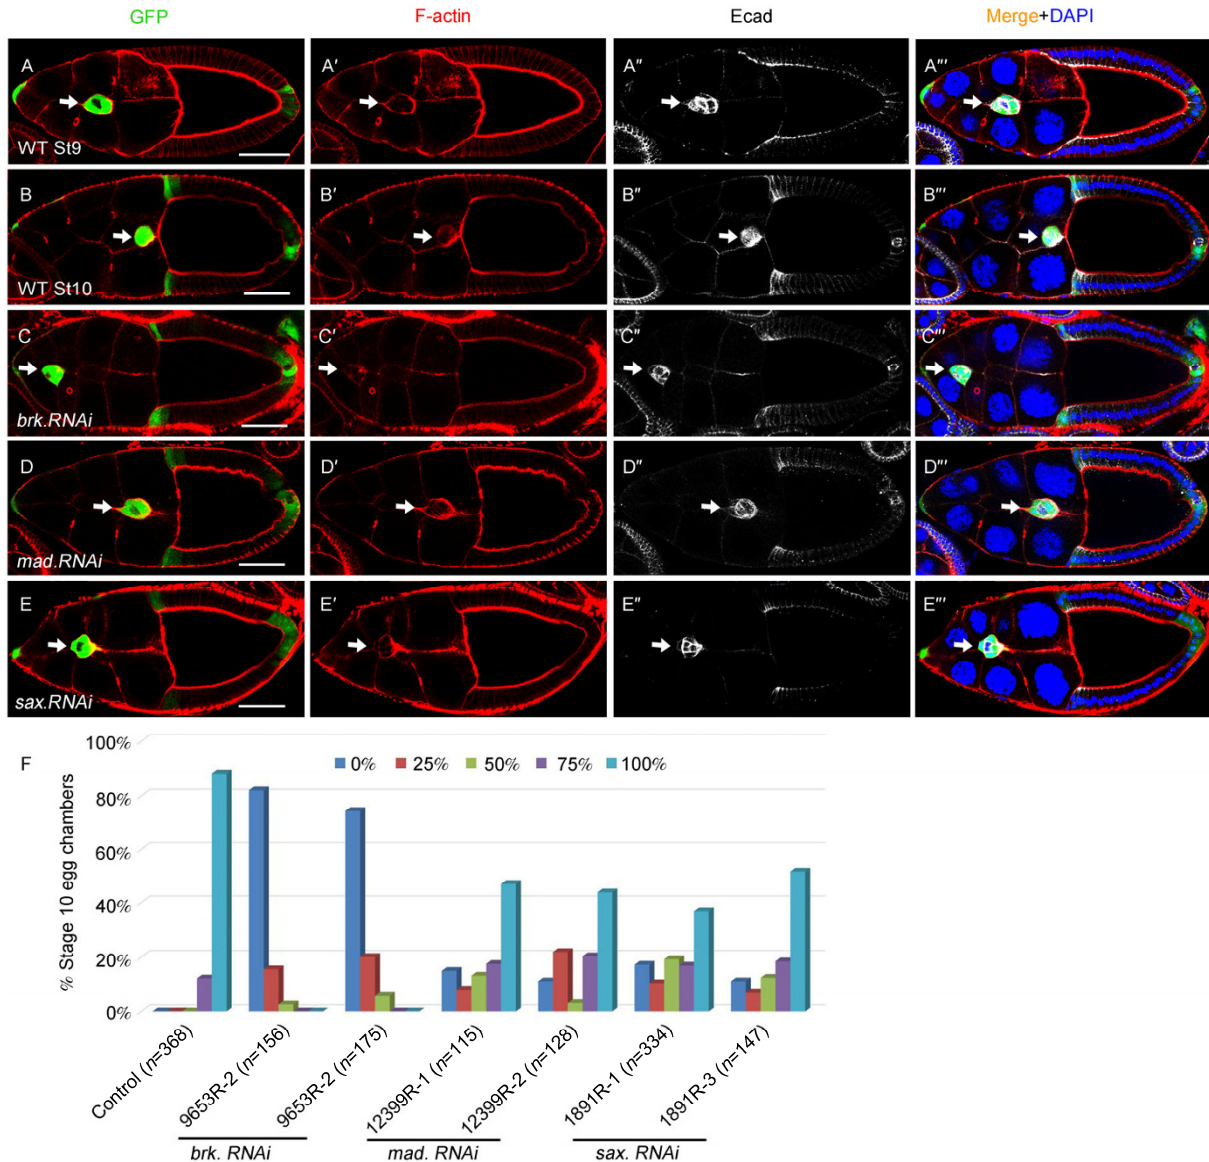 GFP F-actin Ecad Merge+DAPI
A A′ A″ A‴
WT St9
B B′ B″ B‴
WT St10
C C′ C″ C‴
brk.RNAi
D D′ D″ D‴
mad.RNAi
E E′ E″ E‴
sax.RNAi
F
% Stage 10 egg chambers
100%
80%
60%
40%
20%
0%
0% 25% 50% 75% 100%
Control (n=368)
9653R-2 (n=156)
9653R-2 (n=175)
12399R-1 (n=115)
12399R-2 (n=128)
1891R-1 (n=334)
1891R-3 (n=147)
brk. RNAi mad. RNAi sax. RNAi